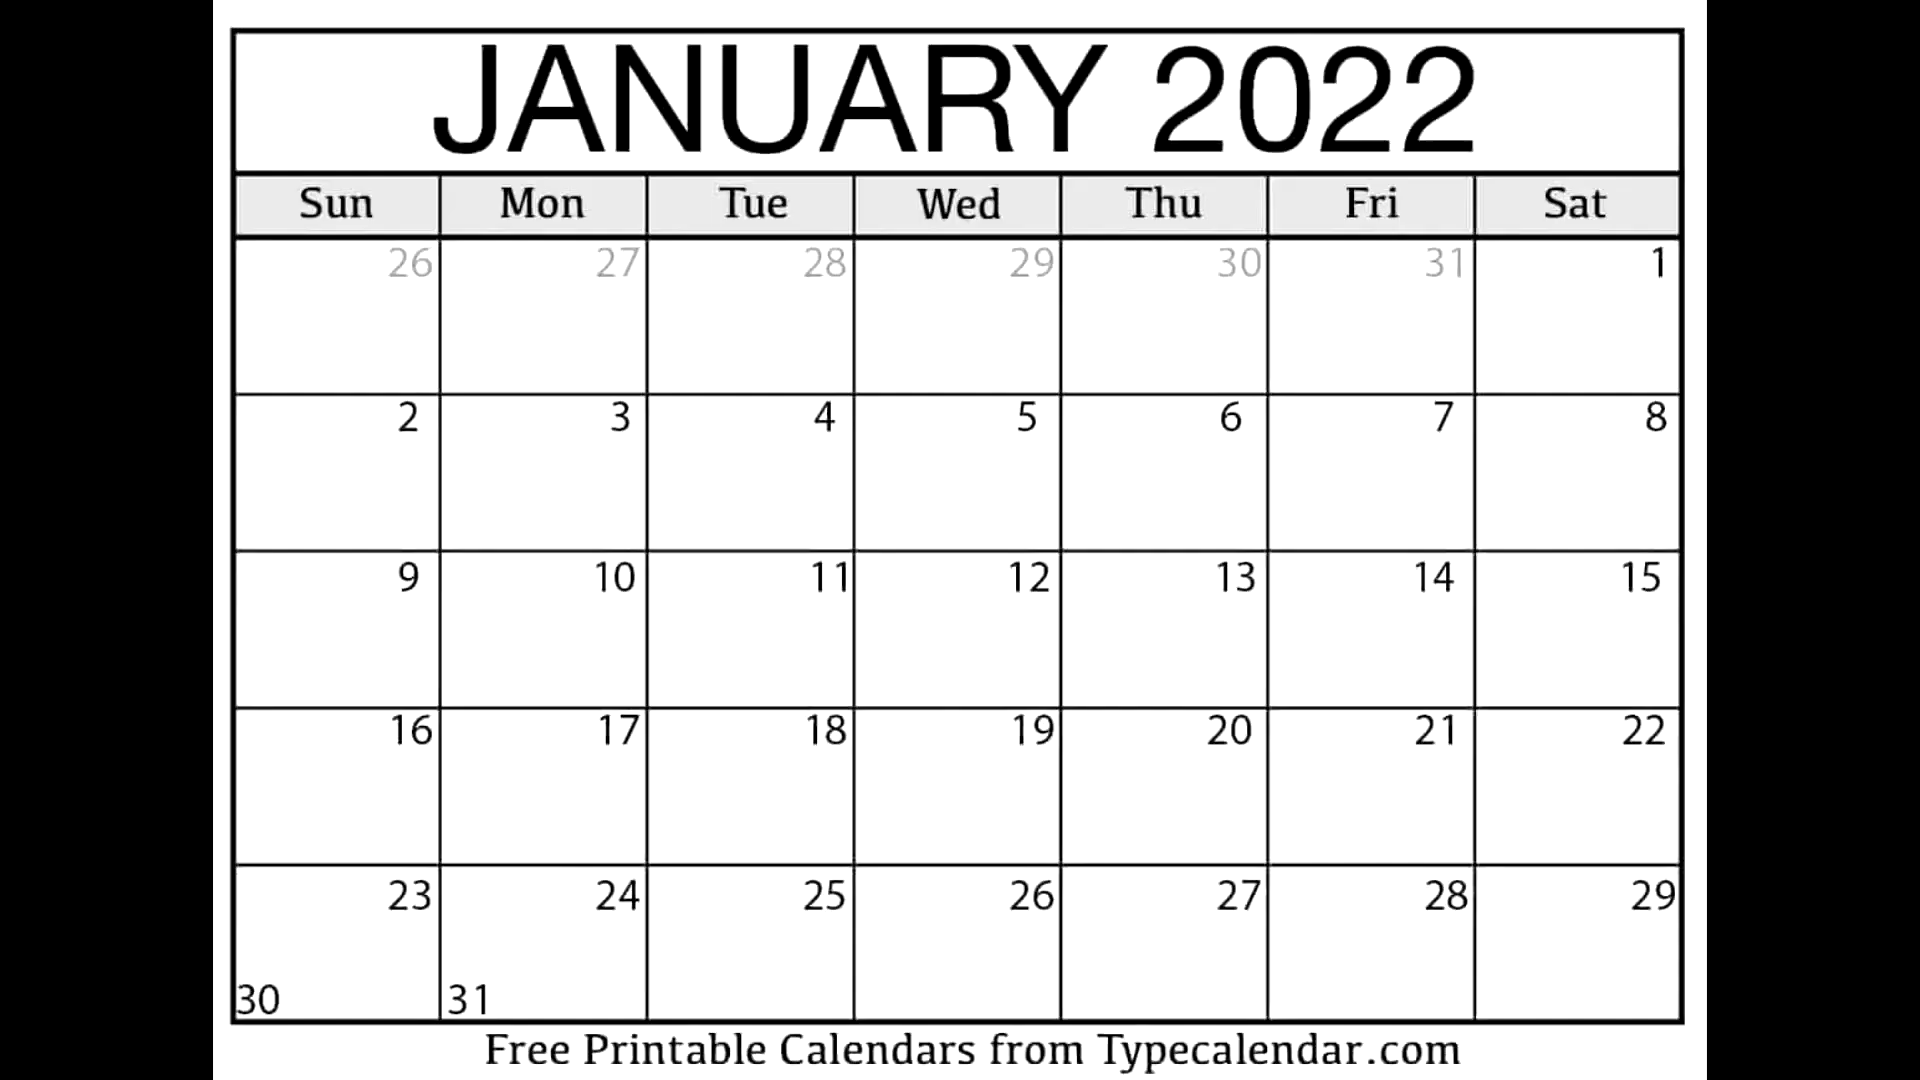 JANUARY 2022
Sun Mon Tue Wed Thu Fri Sat
26 27 28 29 30 31 1
2 3 4 5 6 7 8
9 10 11 12 13 14 15
16 17 18 19 20 21 22
23 24 25 26 27 28 29
30 31
Free Printable Calendars from Typecalendar.com